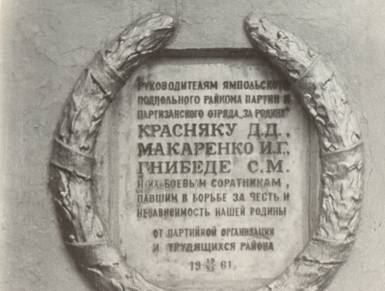 РУКОВОДИТЕЛЯМ ЯМПОЛЬСКОГО
ПОДПОЛЬНОГО РАЙКОМА ПАРТИИ И
ПАРТИЗАНСКОГО ОТРЯДА „ЗА РОДИНУ"
КРАСНЯКУ Д.Д.,
МАКАРЕНКО И.Г.
ГНИБЕДЕ С.М.
И ИХ БОЕВЫМ СОРАТНИКАМ,
ПАВШИМ В БОРЬБЕ ЗА ЧЕСТЬ И
НЕЗАВИСИМОСТЬ НАШЕЙ РОДИНЫ
ОТ ПАРТИЙНОЙ ОРГАНИЗАЦИИ
И ТРУДЯЩИХСЯ РАЙОНА
19 61